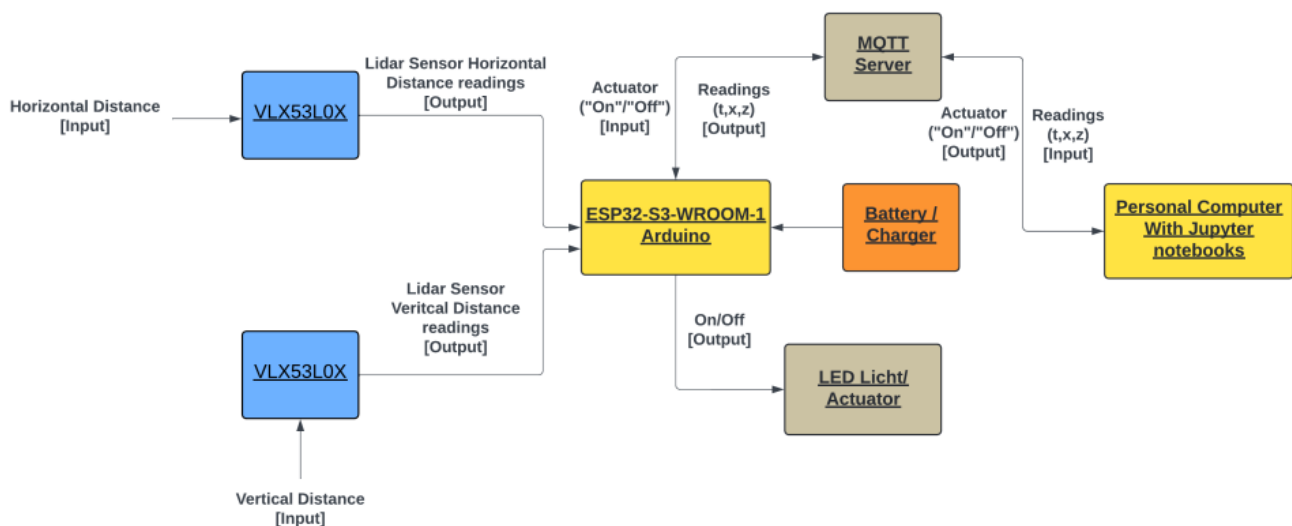 Horizontal Distance
[Input]
VLX53L0X
Lidar Sensor Horizontal
Distance readings
[Output]
Actuator
("On"/"Off")
[Input]
Readings
(t,x,z)
[Output]
MQTT
Server
Actuator
("On"/"Off")
[Output]
Readings
(t,x,z)
[Input]
ESP32-S3-WROOM-1
Arduino
Battery /
Charger
Personal Computer
With Jupyter
notebooks
Lidar Sensor
Veritcal Distance
readings
[Output]
VLX53L0X
On/Off
[Output]
LED Licht/
Actuator
Vertical Distance
[Input]